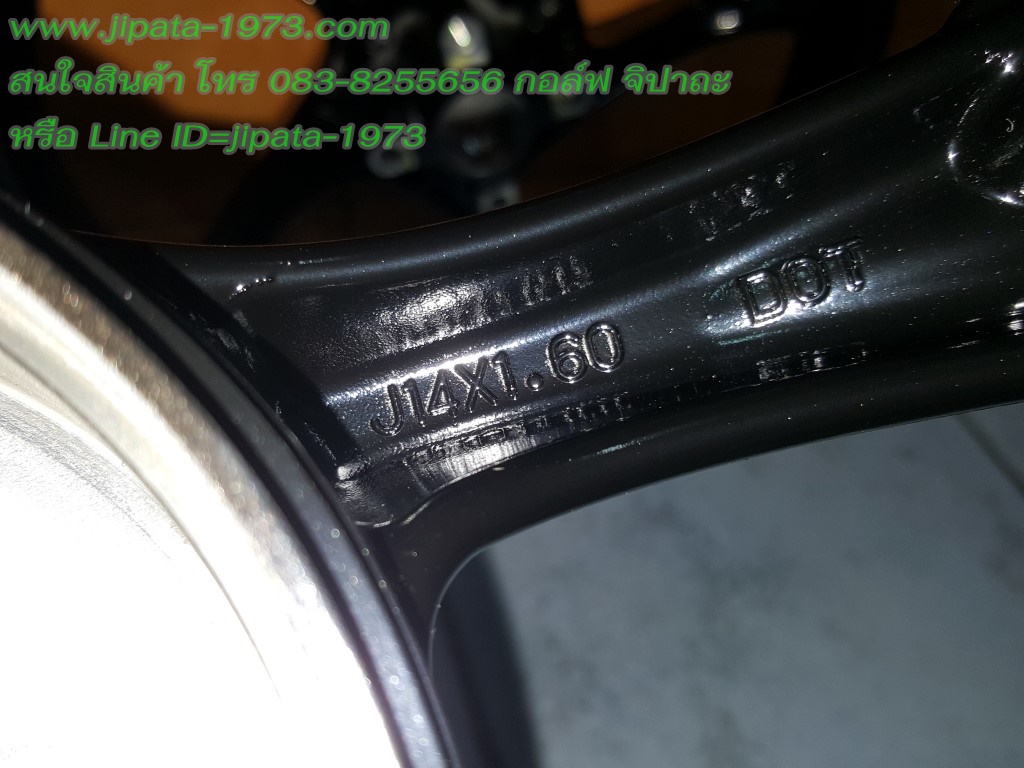 www.jipata-1973.com
สนใจสินค้า โทร 083-8255656 กอล์ฟ จิปาถะ
หรือ Line ID=jipata-1973
DOT
J14X1.60